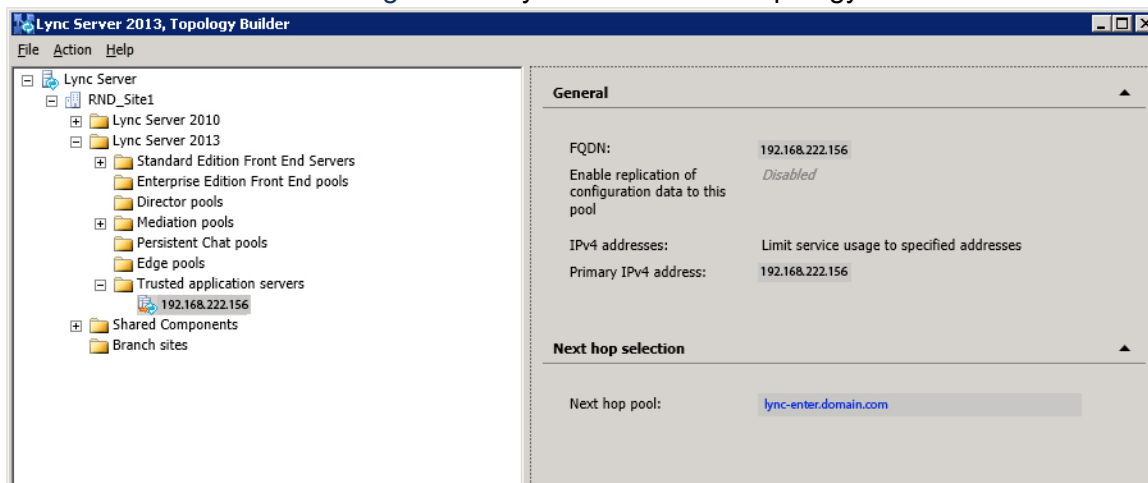 Lync Server 2013, Topology Builder
File Action Help
Lync Server
RND_Site1
Lync Server 2010
Lync Server 2013
Standard Edition Front End Servers
Enterprise Edition Front End pools
Director pools
Mediation pools
Persistent Chat pools
Edge pools
Trusted application servers
192.168.222.156
Shared Components
Branch sites
General
FQDN: 192.168.222.156
Enable replication of Disabled
configuration data to this
pool
IPv4 addresses: Limit service usage to specified addresses
Primary IPv4 address: 192.168.222.156
Next hop selection
Next hop pool: lync-enter.domain.com